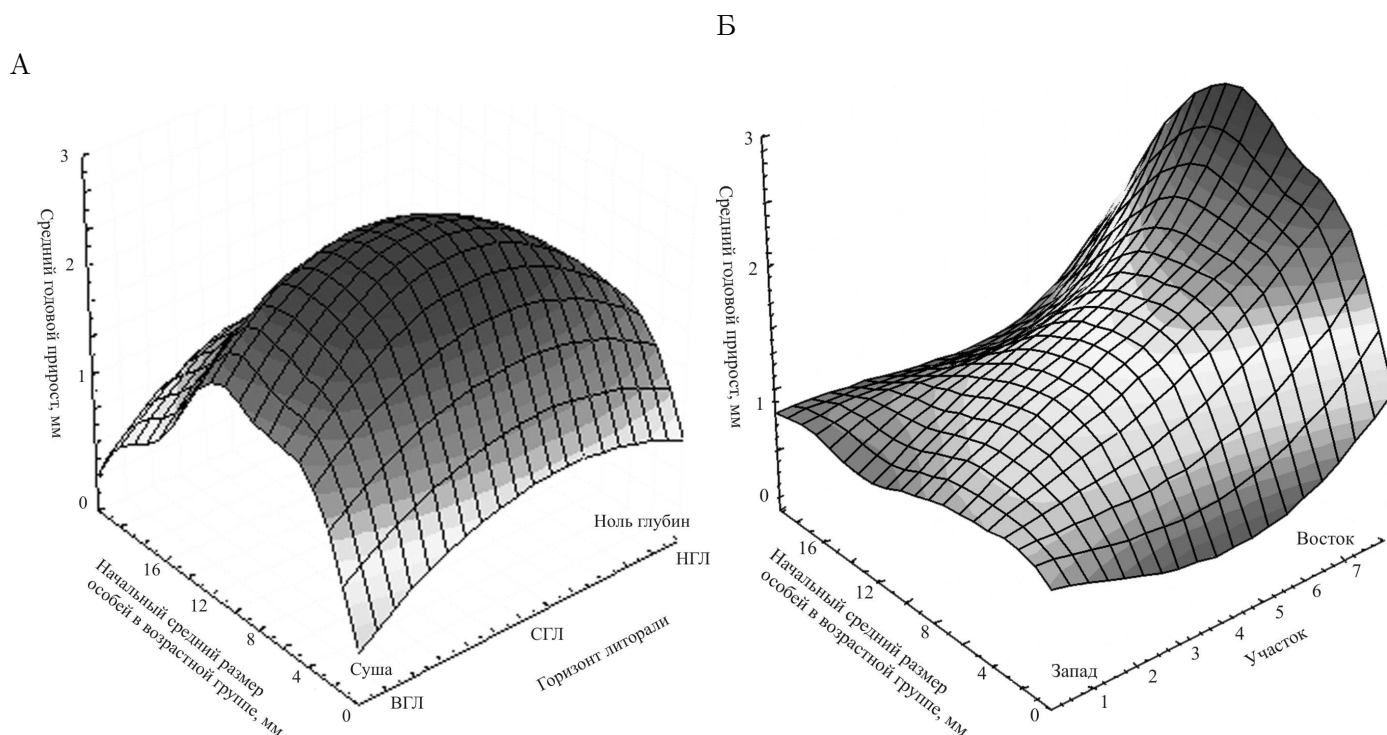 А
3
2
1
0
Средний годовой прирост, мм
16
12
8
4
0
Начальный средний размер
особей в возрастной группе, мм
Суша
ВГЛ
СГЛ
НГЛ
Ноль глубин
Горизонт литорали
Б
3
2
1
0
Средний годовой прирост, мм
16
12
8
4
0
Начальный средний размер
особей в возрастной группе, мм
Запад
1
2
3
4
5
6
7
Восток
Участок